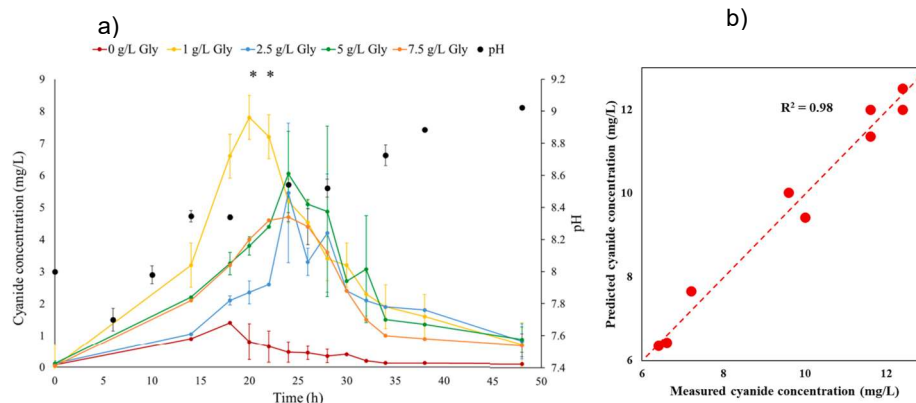 a)
b)
0 g/L Gly 1 g/L Gly 2.5 g/L Gly 5 g/L Gly 7.5 g/L Gly pH
* *
Cyanide concentration (mg/L)
9
8
7
6
5
4
3
2
1
0
9.2
9
8.8
8.6
8.4
8.2
8
7.8
7.6
7.4
pH
0 5 10 15 20 25 30 35 40 45 50
Time (h)
Predicted cyanide concentration (mg/L)
12
10
8
6
R² = 0.98
6 8 10 12
Measured cyanide concentration (mg/L)